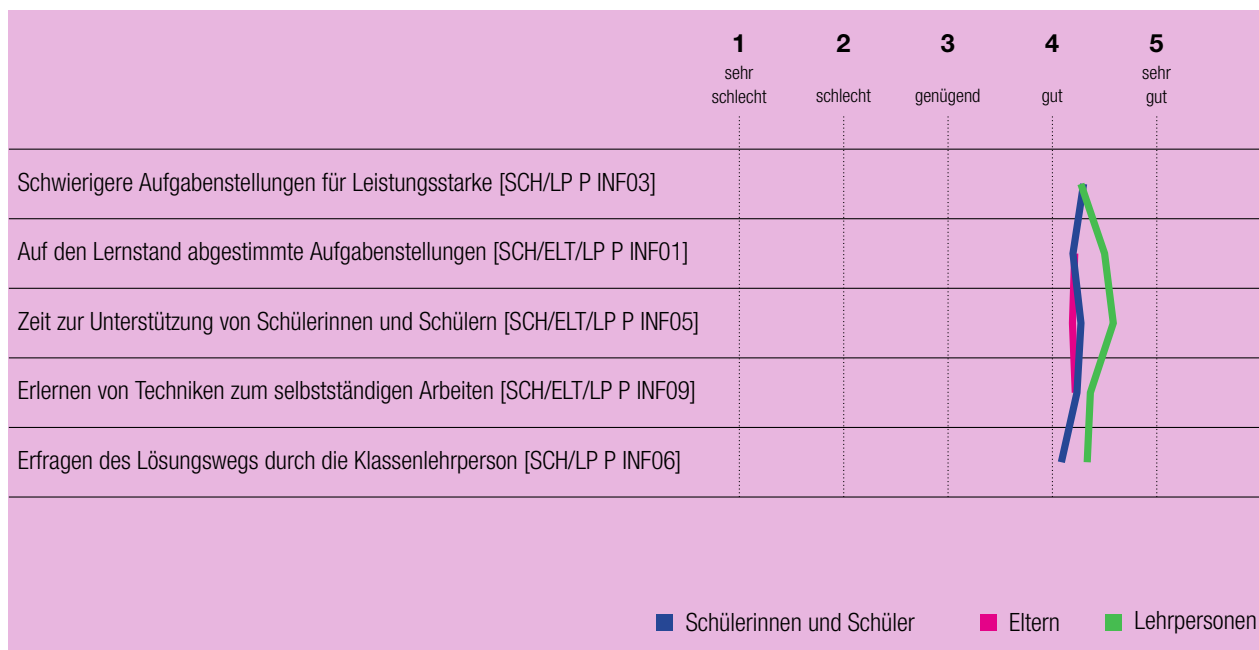 1 2 3 4 5
sehr schlecht schlecht genügend gut sehr gut
Schwierigere Aufgabenstellungen für Leistungsstarke [SCH/LP P INF03]
Auf den Lernstand abgestimmte Aufgabenstellungen [SCH/ELT/LP P INF01]
Zeit zur Unterstützung von Schülerinnen und Schülern [SCH/ELT/LP P INF05]
Erlernen von Techniken zum selbstständigen Arbeiten [SCH/ELT/LP P INF09]
Erfragen des Lösungswegs durch die Klassenlehrperson [SCH/LP P INF06]
Schülerinnen und Schüler Eltern Lehrpersonen